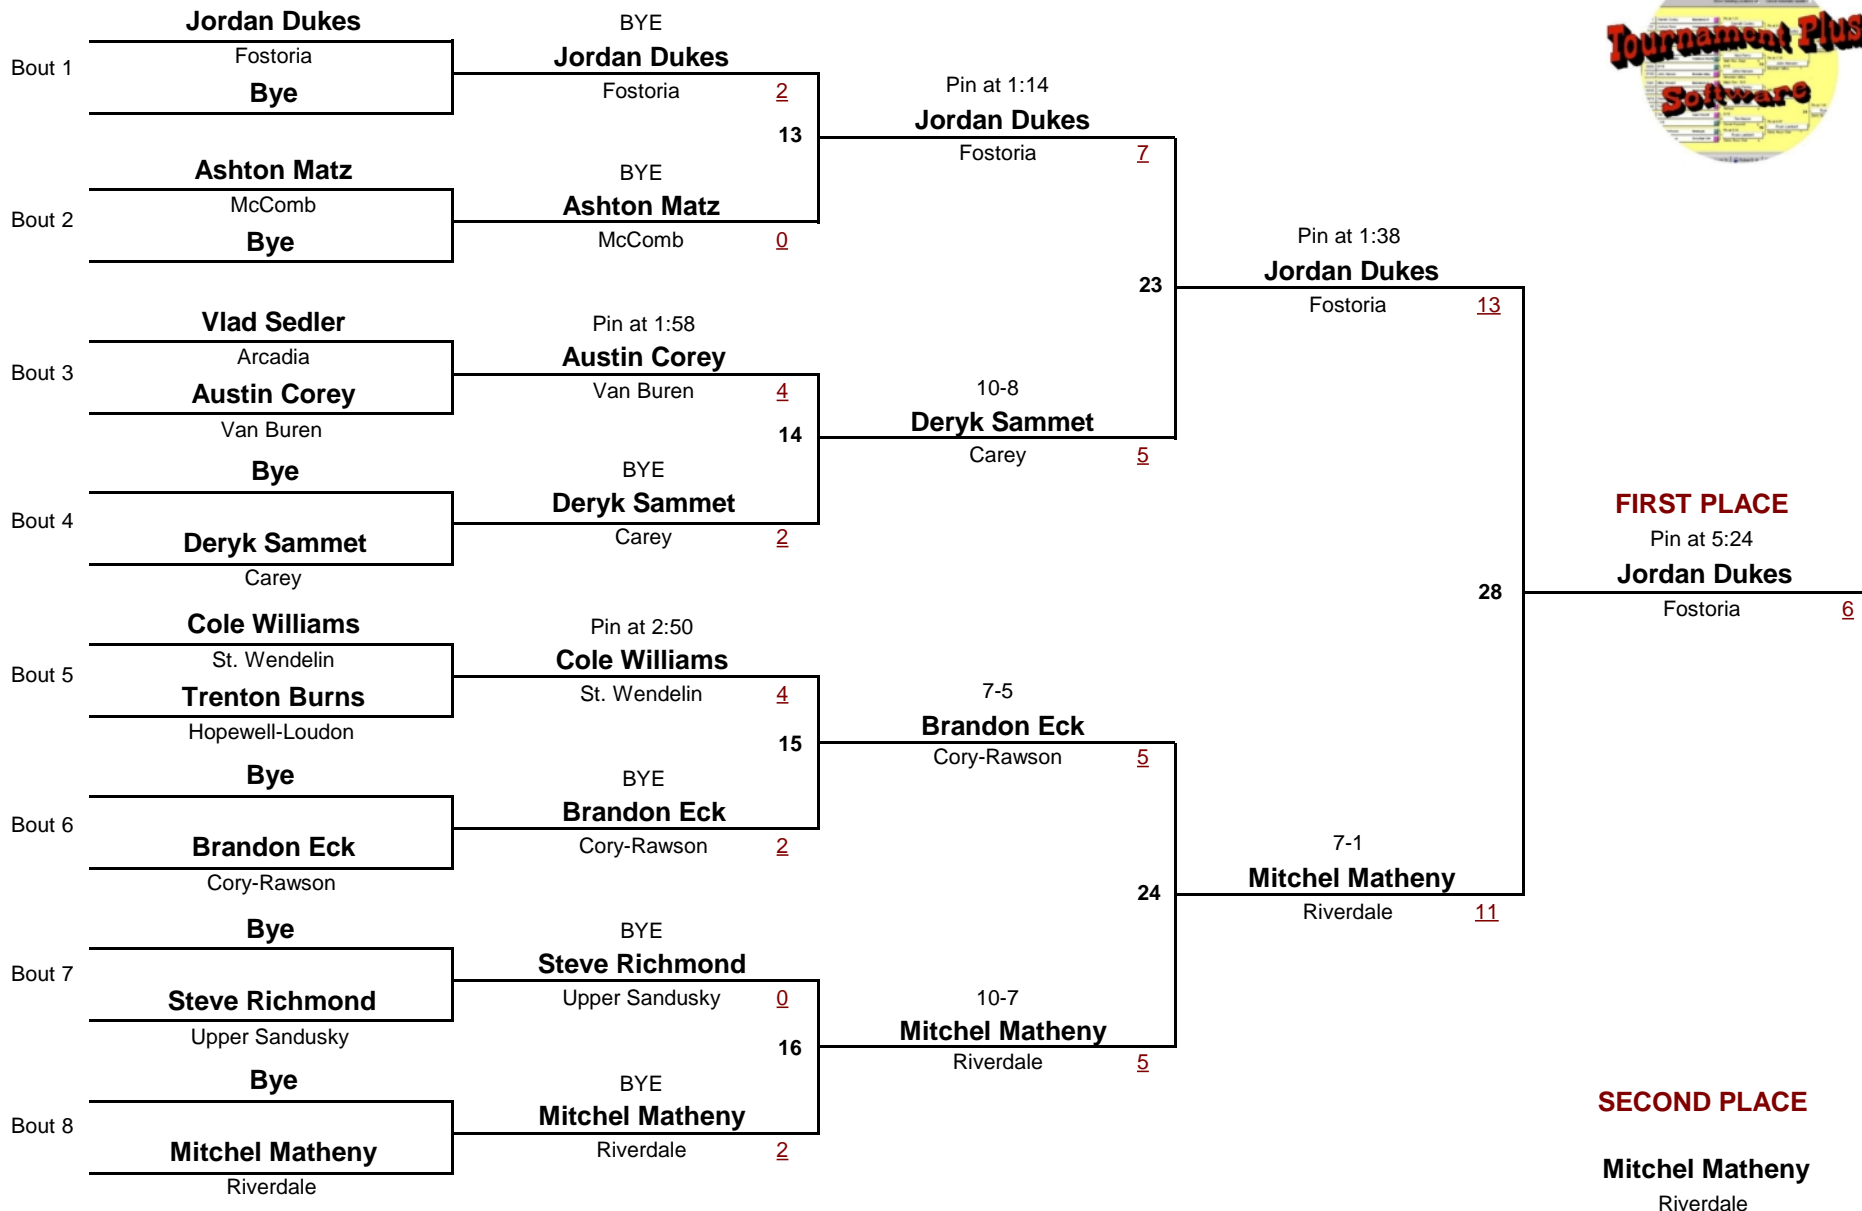 Jordan Dukes
Fostoria
Bout 1
Bye
BYE
Jordan Dukes
Fostoria 2
13
Ashton Matz
McComb
Bout 2
Bye
BYE
Ashton Matz
McComb 0
Pin at 1:14
Jordan Dukes
Fostoria 7
23
Vlad Sedler
Arcadia
Bout 3
Austin Corey
Van Buren
Pin at 1:58
Austin Corey
Van Buren 4
14
Bye
Bout 4
Deryk Sammet
Carey
BYE
Deryk Sammet
Carey 2
10-8
Deryk Sammet
Carey 5
Pin at 1:38
Jordan Dukes
Fostoria 13
28
Cole Williams
St. Wendelin
Bout 5
Trenton Burns
Hopewell-Loudon
Pin at 2:50
Cole Williams
St. Wendelin 4
15
Bye
Bout 6
Brandon Eck
Cory-Rawson
BYE
Brandon Eck
Cory-Rawson 2
7-5
Brandon Eck
Cory-Rawson 5
24
Bye
Bout 7
Steve Richmond
Upper Sandusky
BYE
Steve Richmond
Upper Sandusky 0
16
Bye
Bout 8
Mitchel Matheny
Riverdale
BYE
Mitchel Matheny
Riverdale 2
10-7
Mitchel Matheny
Riverdale 5
7-1
Mitchel Matheny
Riverdale 11
Tournament Plus
Software
FIRST PLACE
Pin at 5:24
Jordan Dukes
Fostoria 6
SECOND PLACE
Mitchel Matheny
Riverdale